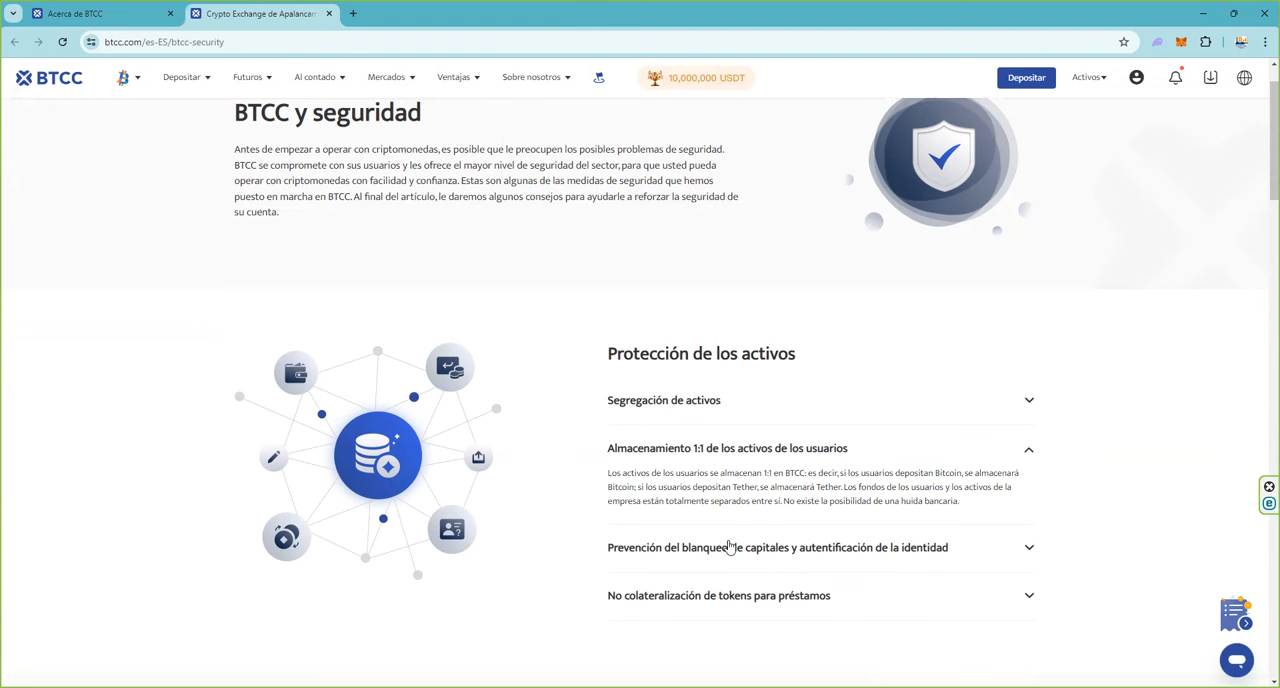 Acerca de BTCC
Crypto Exchange de Apalancam
btcc.com/es-ES/btcc-security
BTCC
Depositar
Futuros
Al contado
Mercados
Ventajas
Sobre nosotros
10,000,000 USDT
Depositar
Activos
BTCC y seguridad
Antes de empezar a operar con criptomonedas, es posible que le preocupen los posibles problemas de seguridad.
BTCC se compromete con sus usuarios y les ofrece el mayor nivel de seguridad del sector, para que usted pueda
operar con criptomonedas con facilidad y confianza. Estas son algunas de las medidas de seguridad que hemos
puesto en marcha en BTCC. Al final del artículo, le daremos algunos consejos para ayudarle a reforzar la seguridad de
su cuenta.
Protección de los activos
Segregación de activos
Almacenamiento 1:1 de los activos de los usuarios
Los activos de los usuarios se almacenan 1:1 en BTCC: es decir, si los usuarios depositan Bitcoin, se almacenará
Bitcoin; si los usuarios depositan Tether, se almacenará Tether. Los fondos de los usuarios y los activos de la
empresa están totalmente separados entre sí. No existe la posibilidad de una huida bancaria.
Prevención del blanqueo de capitales y autentificación de la identidad
No colateralización de tokens para préstamos